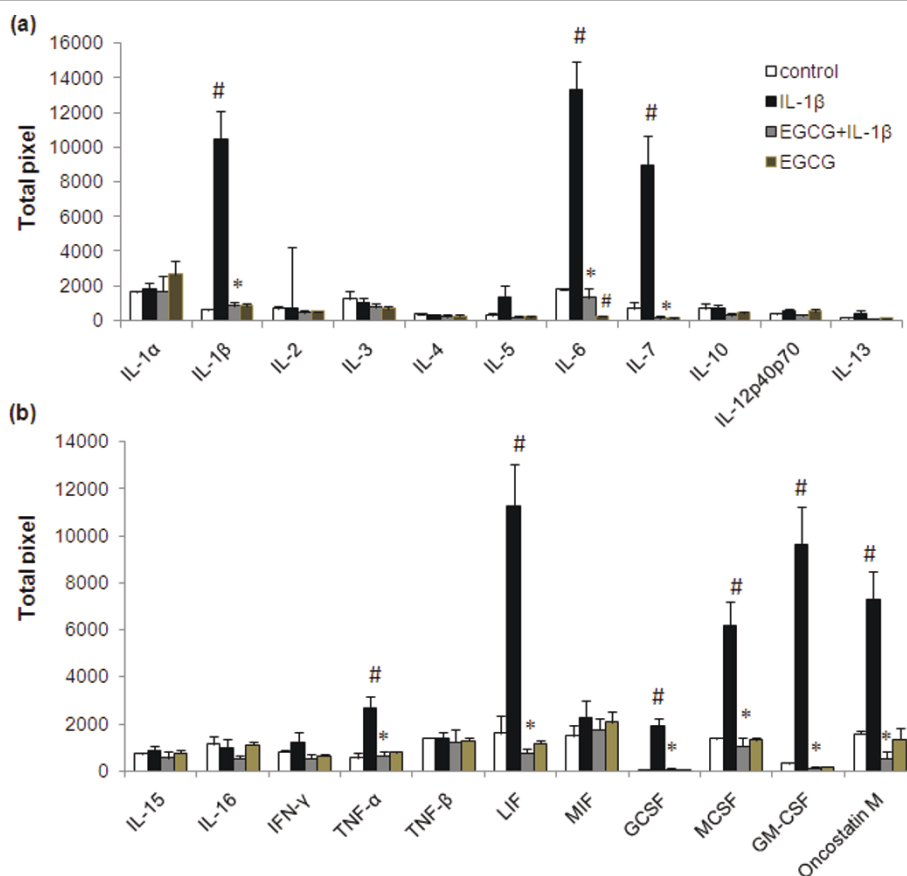 (a)
Total pixel
16000
14000
12000
10000
8000
6000
4000
2000
0
#
*
#
*
#
#
*
control
IL-1β
EGCG+IL-1β
EGCG
IL-1α
IL-1β
IL-2
IL-3
IL-4
IL-5
IL-6
IL-7
IL-10
IL-12p40p70
IL-13
(b)
Total pixel
14000
12000
10000
8000
6000
4000
2000
0
#
*
#
*
#
*
#
*
#
*
#
*
IL-15
IL-16
IFN-γ
TNF-α
TNF-β
LIF
MIF
GCSF
MCSF
GM-CSF
Oncostatin M